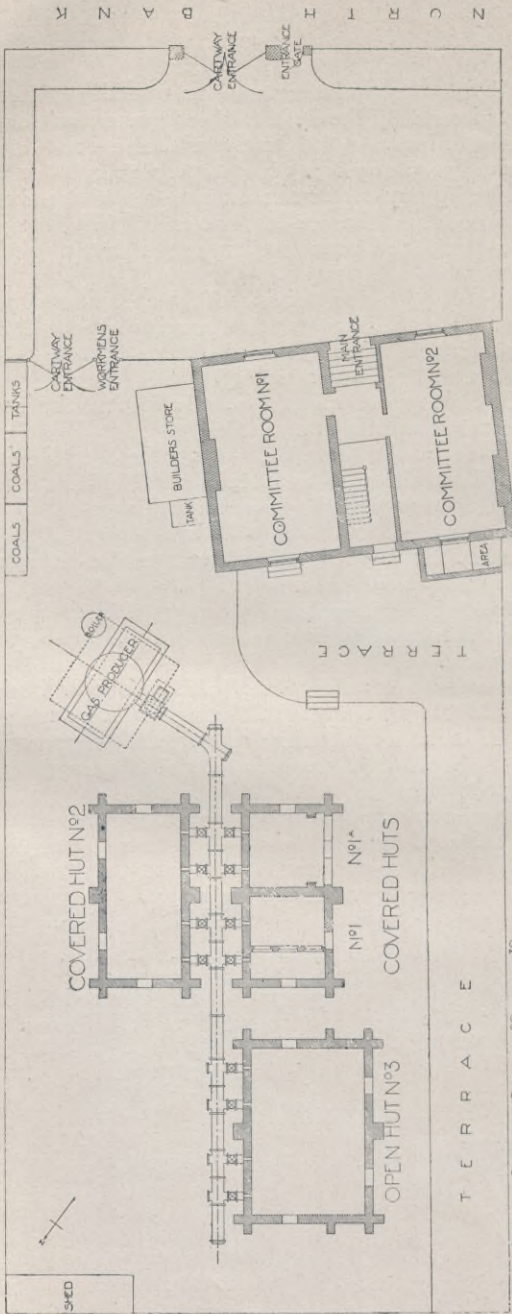 COALS
COALS
TANKS
CARTWAY
ENTRANCE
WORKMENS
ENTRANCE
CARTWAY
ENTRANCE
ENTRANCE
GATE
NORTH BANK
BUILDERS STORE
TANK
COMMITTEE ROOM Nº1
MAIN
ENTRANCE
COMMITTEE ROOM Nº2
AREA
TERRACE
BOILER
GAS PRODUCER
COVERED HUT Nº2
Nº1 Nº1ᴬ
COVERED HUTS
OPEN HUT Nº3
TERRACE
SHED